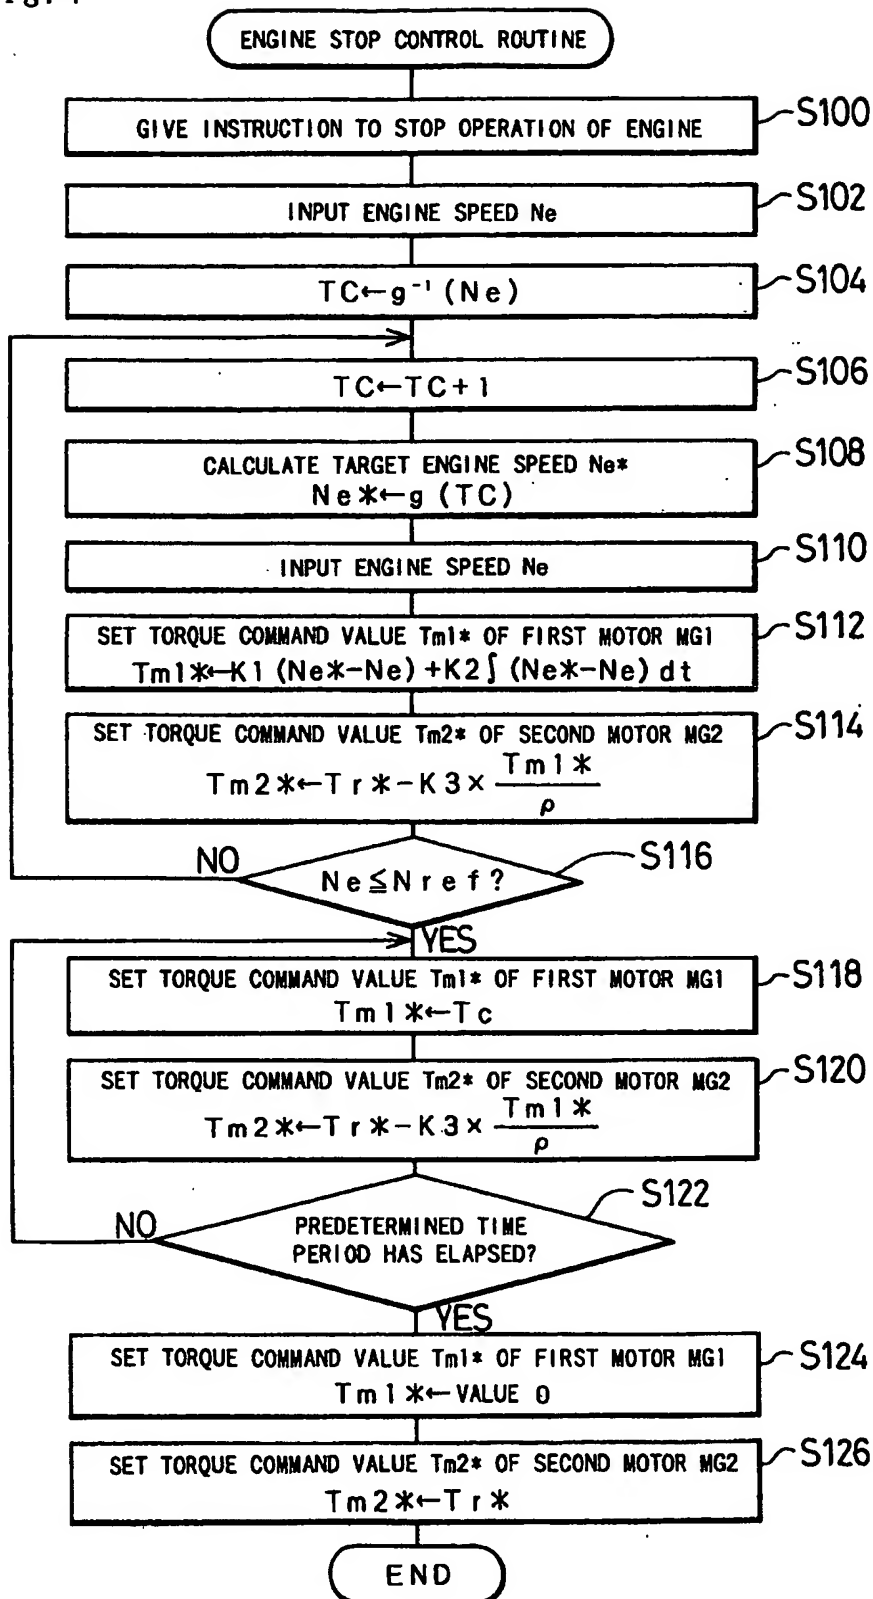 ENGINE STOP CONTROL ROUTINE
GIVE INSTRUCTION TO STOP OPERATION OF ENGINE
S100
INPUT ENGINE SPEED Ne
S102
TC←g⁻¹ (Ne)
S104
TC←TC+1
S106
CALCULATE TARGET ENGINE SPEED Ne*
Ne*←g (TC)
S108
INPUT ENGINE SPEED Ne
S110
SET TORQUE COMMAND VALUE Tm1* OF FIRST MOTOR MG1
Tm1*←K1 (Ne*-Ne) +K2∫ (Ne*-Ne) dt
S112
SET TORQUE COMMAND VALUE Tm2* OF SECOND MOTOR MG2
Tm2*←Tr*-K3× Tm1*/ρ
S114
Ne≦Nref?
S116
NO
YES
SET TORQUE COMMAND VALUE Tm1* OF FIRST MOTOR MG1
Tm1*←Tc
S118
SET TORQUE COMMAND VALUE Tm2* OF SECOND MOTOR MG2
Tm2*←Tr*-K3× Tm1*/ρ
S120
PREDETERMINED TIME
PERIOD HAS ELAPSED?
S122
NO
YES
SET TORQUE COMMAND VALUE Tm1* OF FIRST MOTOR MG1
Tm1*←VALUE 0
S124
SET TORQUE COMMAND VALUE Tm2* OF SECOND MOTOR MG2
Tm2*←Tr*
S126
END